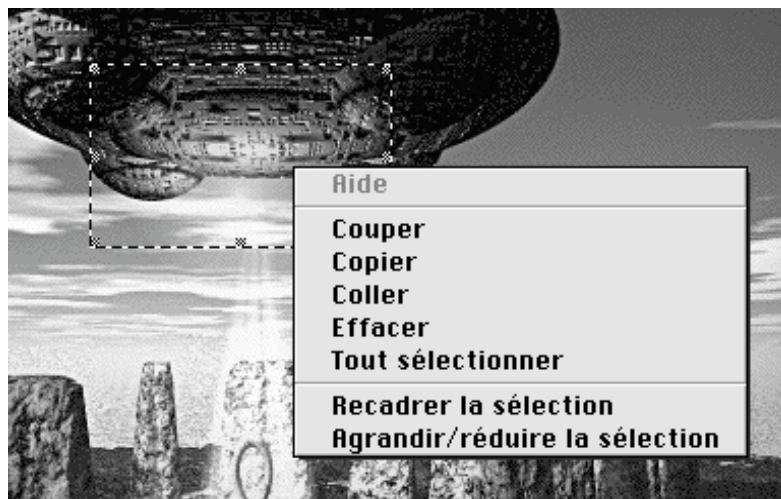 Aide
Couper
Copier
Coller
Effacer
Tout sélectionner
Recadrer la sélection
Agrandir/réduire la sélection